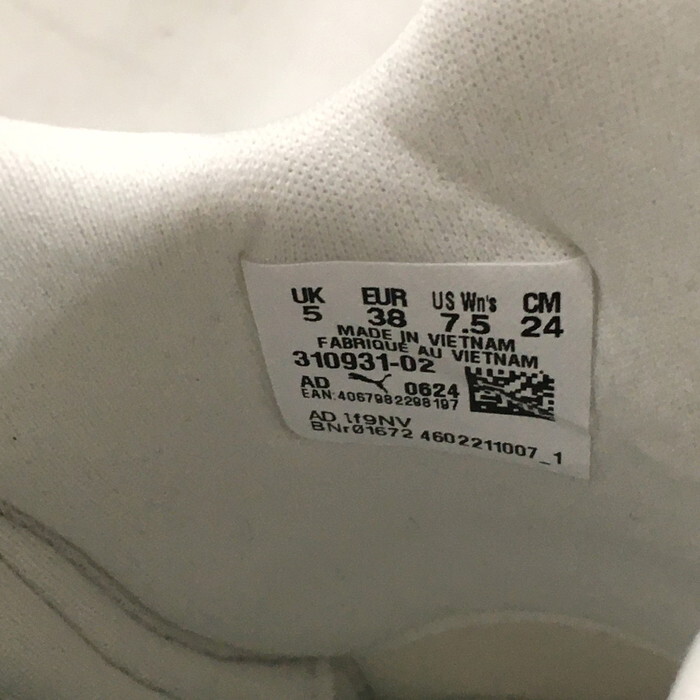 UK EUR US Wn's CM
5 38 7.5 24
MADE IN VIETNAM
FABRIQUÉ AU VIETNAM
310931-02
AD 0624
EAN:4067982298197
AD 1f9NV
BNr01672 4602211007_1